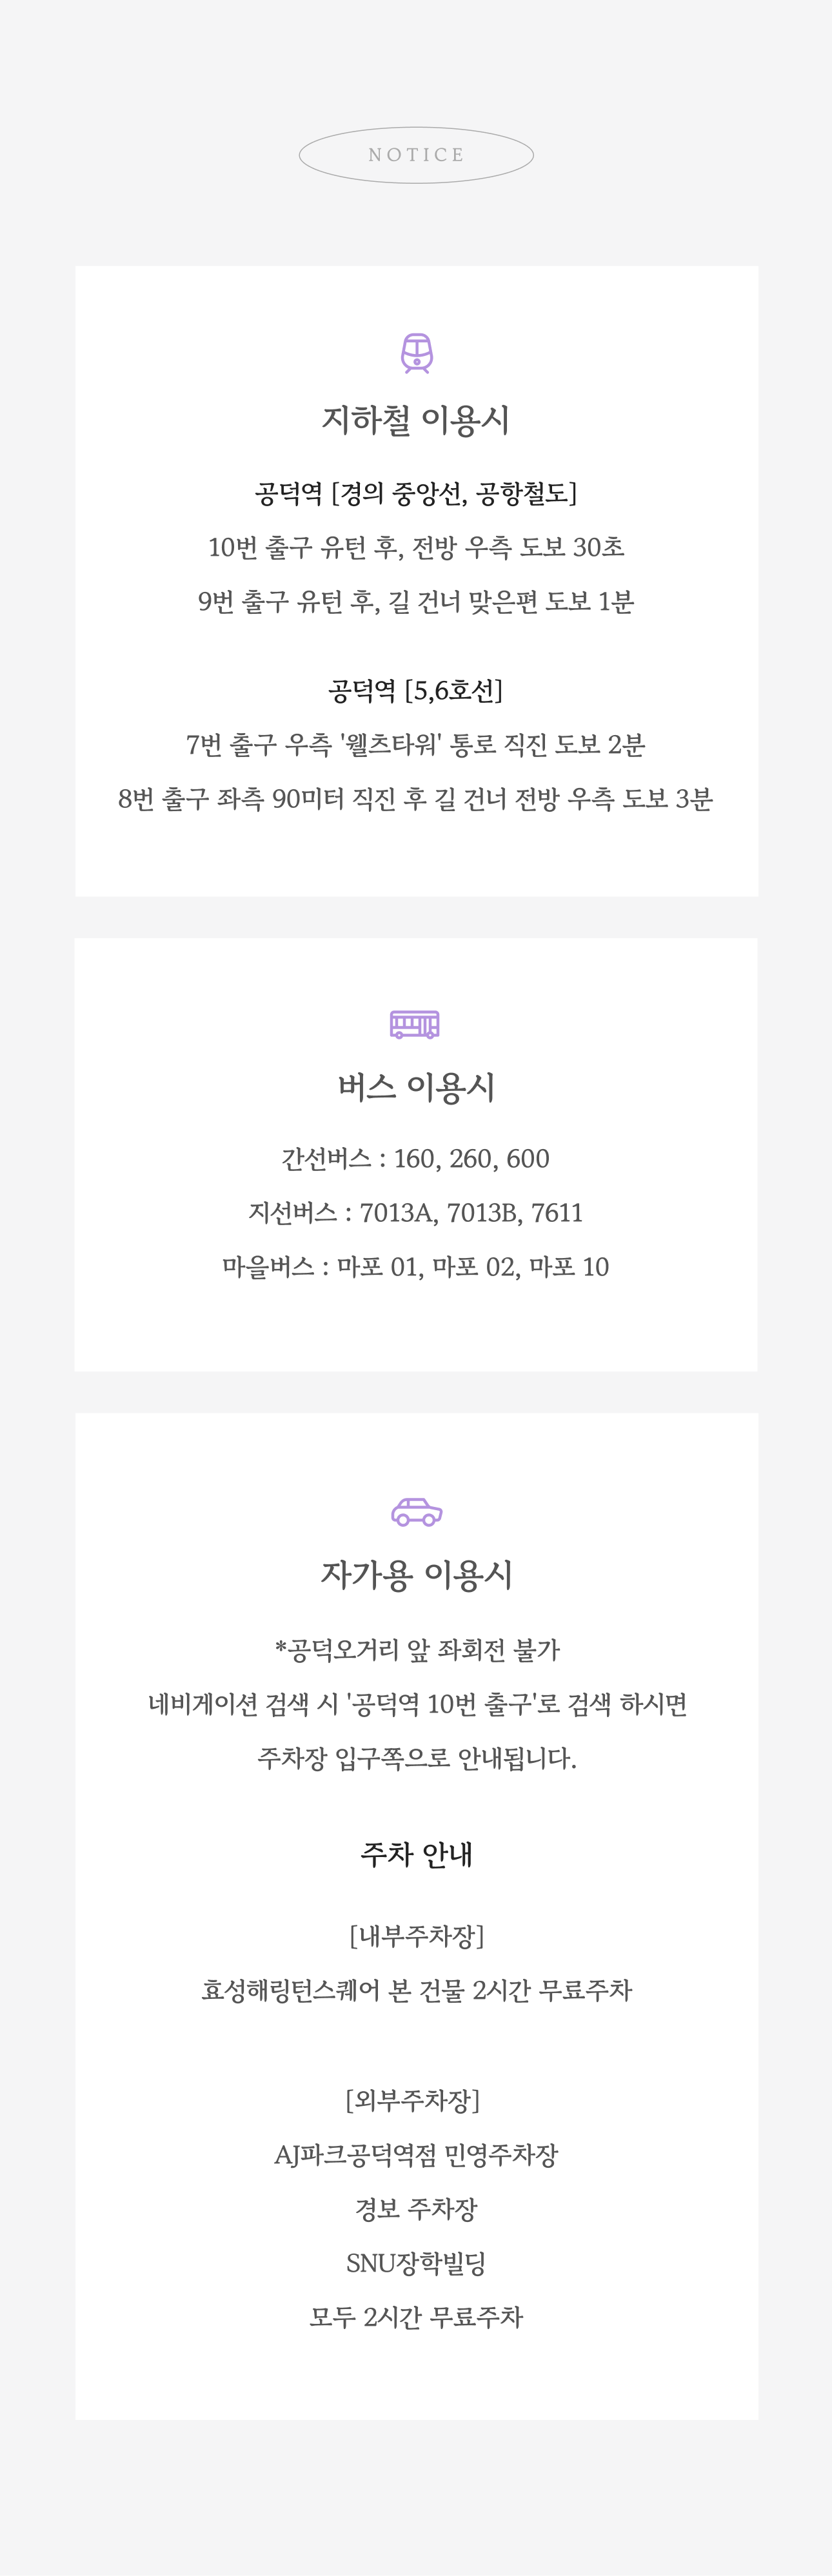 NOTICE
지하철 이용시
공덕역 [경의 중앙선, 공항철도]
10번 출구 유턴 후, 전방 우측 도보 30초
9번 출구 유턴 후, 길 건너 맞은편 도보 1분
공덕역 [5,6호선]
7번 출구 우측 '웰츠타워' 통로 직진 도보 2분
8번 출구 좌측 90미터 직진 후 길 건너 전방 우측 도보 3분
버스 이용시
간선버스 : 160, 260, 600
지선버스 : 7013A, 7013B, 7611
마을버스 : 마포 01, 마포 02, 마포 10
자가용 이용시
*공덕오거리 앞 좌회전 불가
네비게이션 검색 시 '공덕역 10번 출구'로 검색 하시면
주차장 입구쪽으로 안내됩니다.
주차 안내
[내부주차장]
효성해링턴스퀘어 본 건물 2시간 무료주차
[외부주차장]
AJ파크공덕역점 민영주차장
경보 주차장
SNU장학빌딩
모두 2시간 무료주차